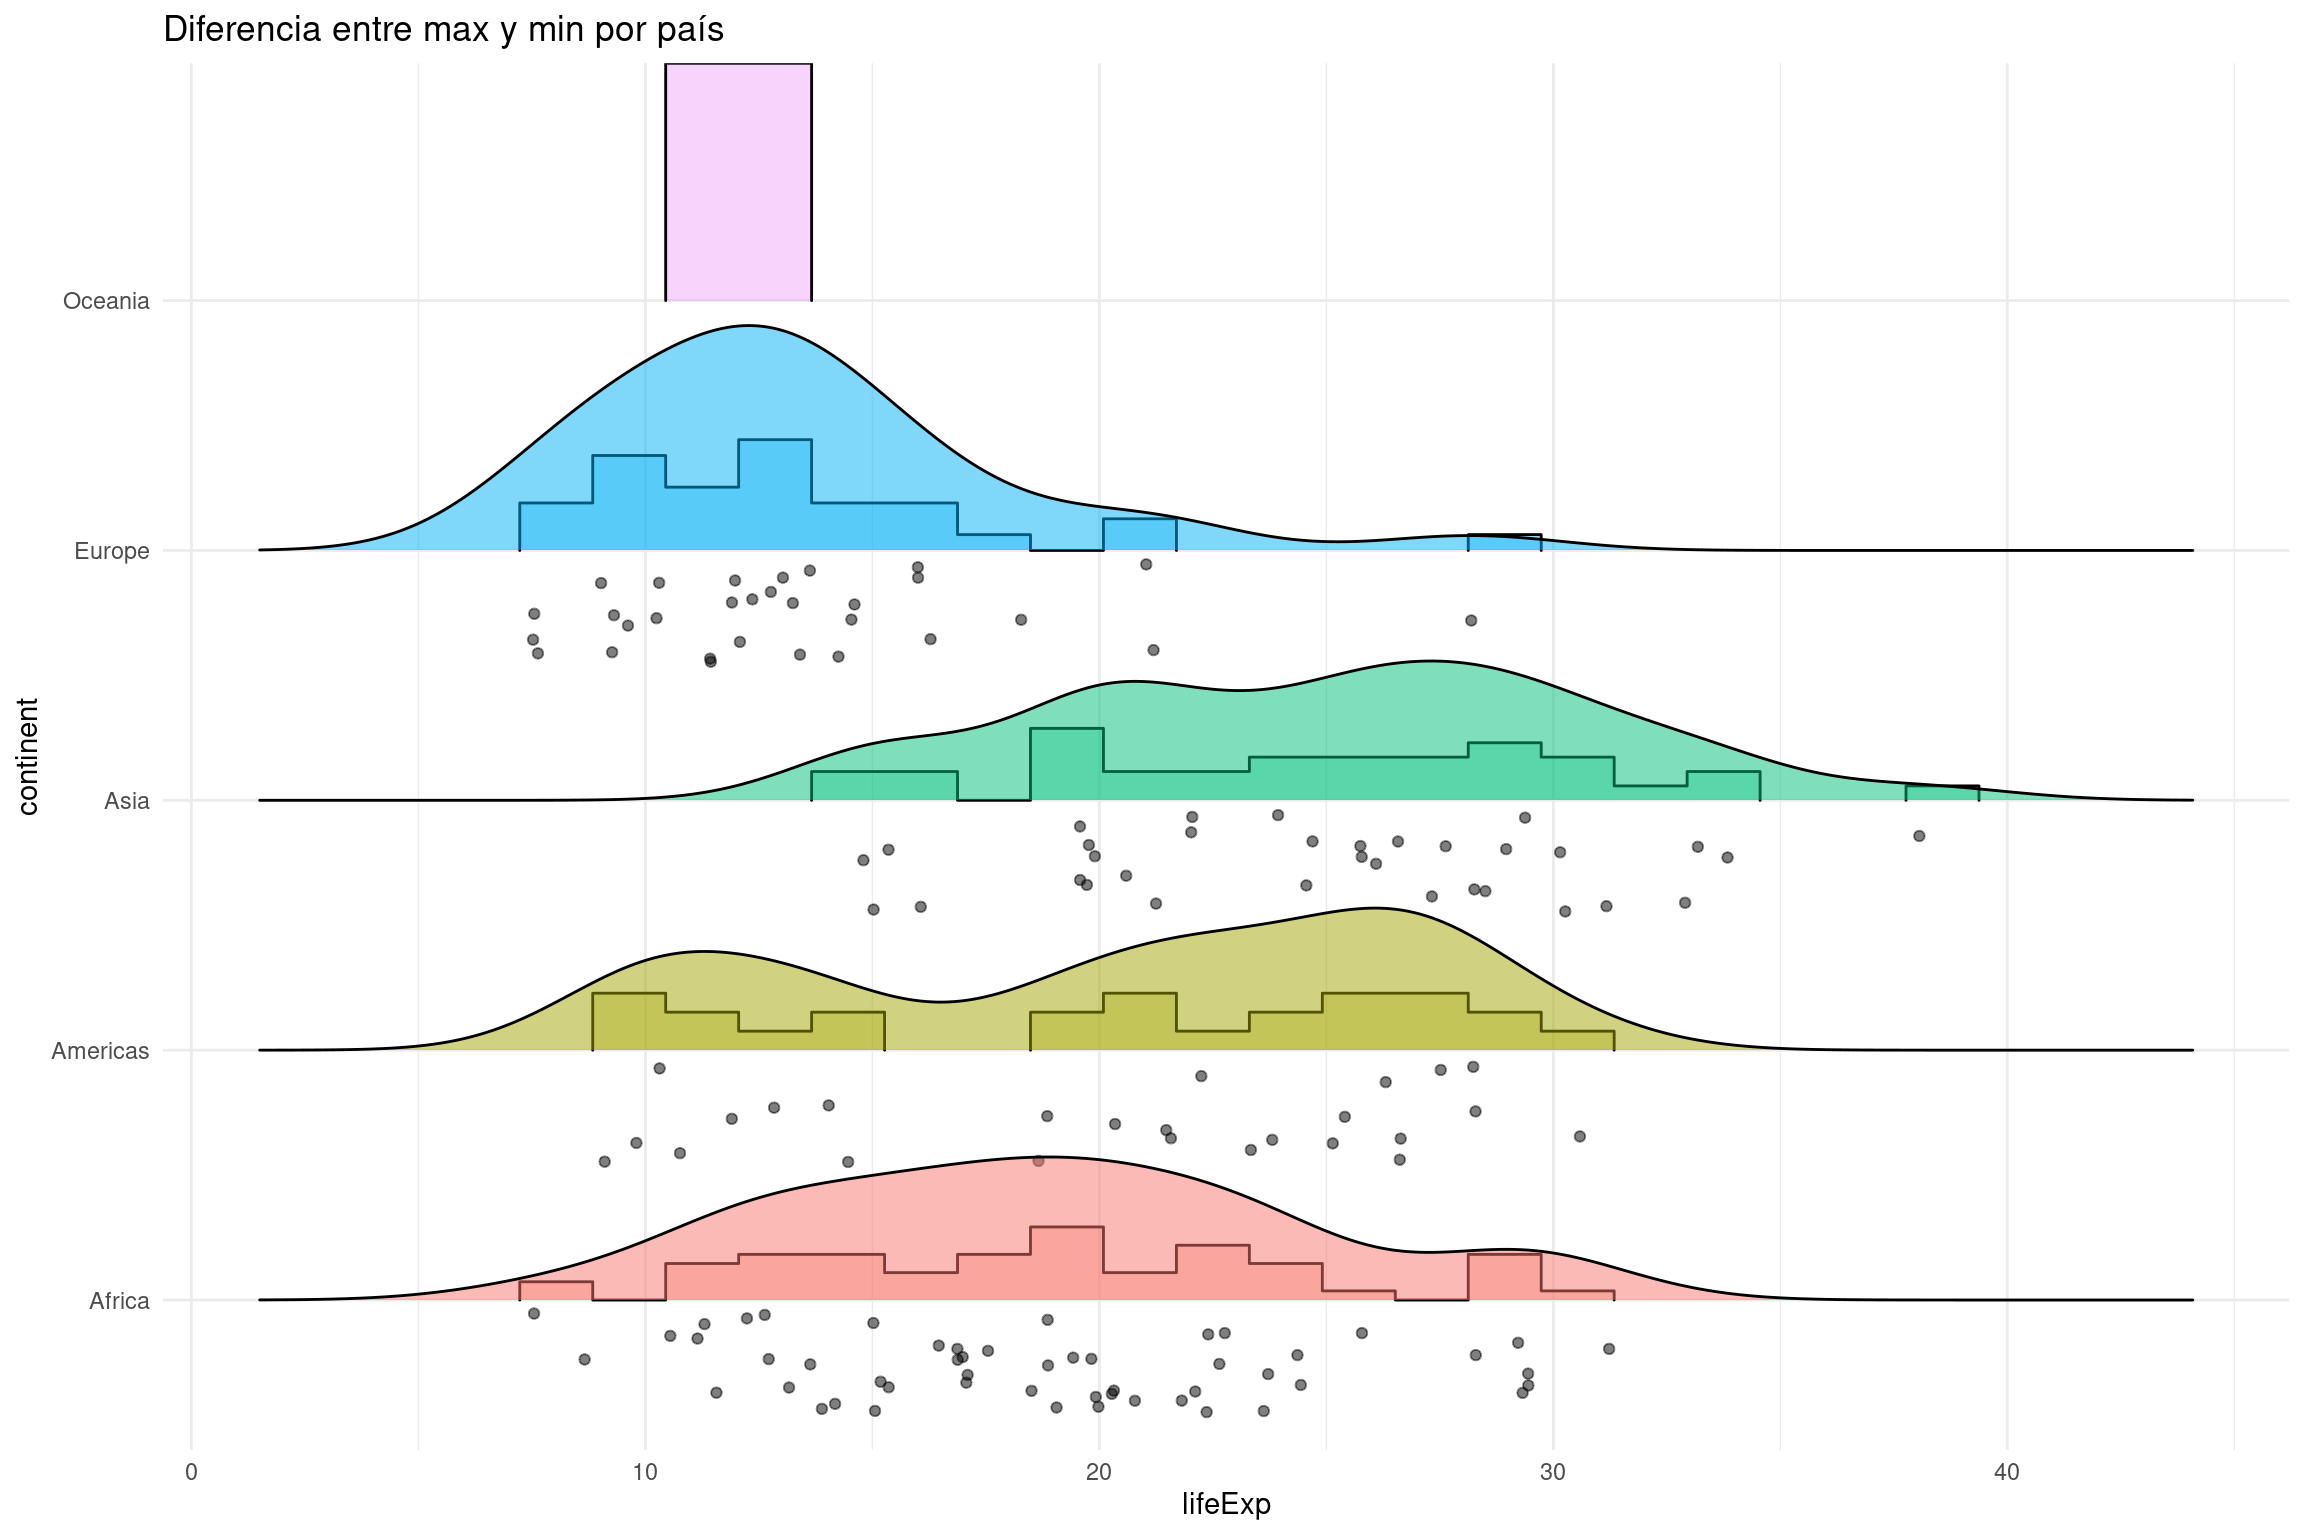 Diferencia entre max y min por país
Oceania
Europe
Asia
Americas
Africa
continent
0 10 20 30 40
lifeExp